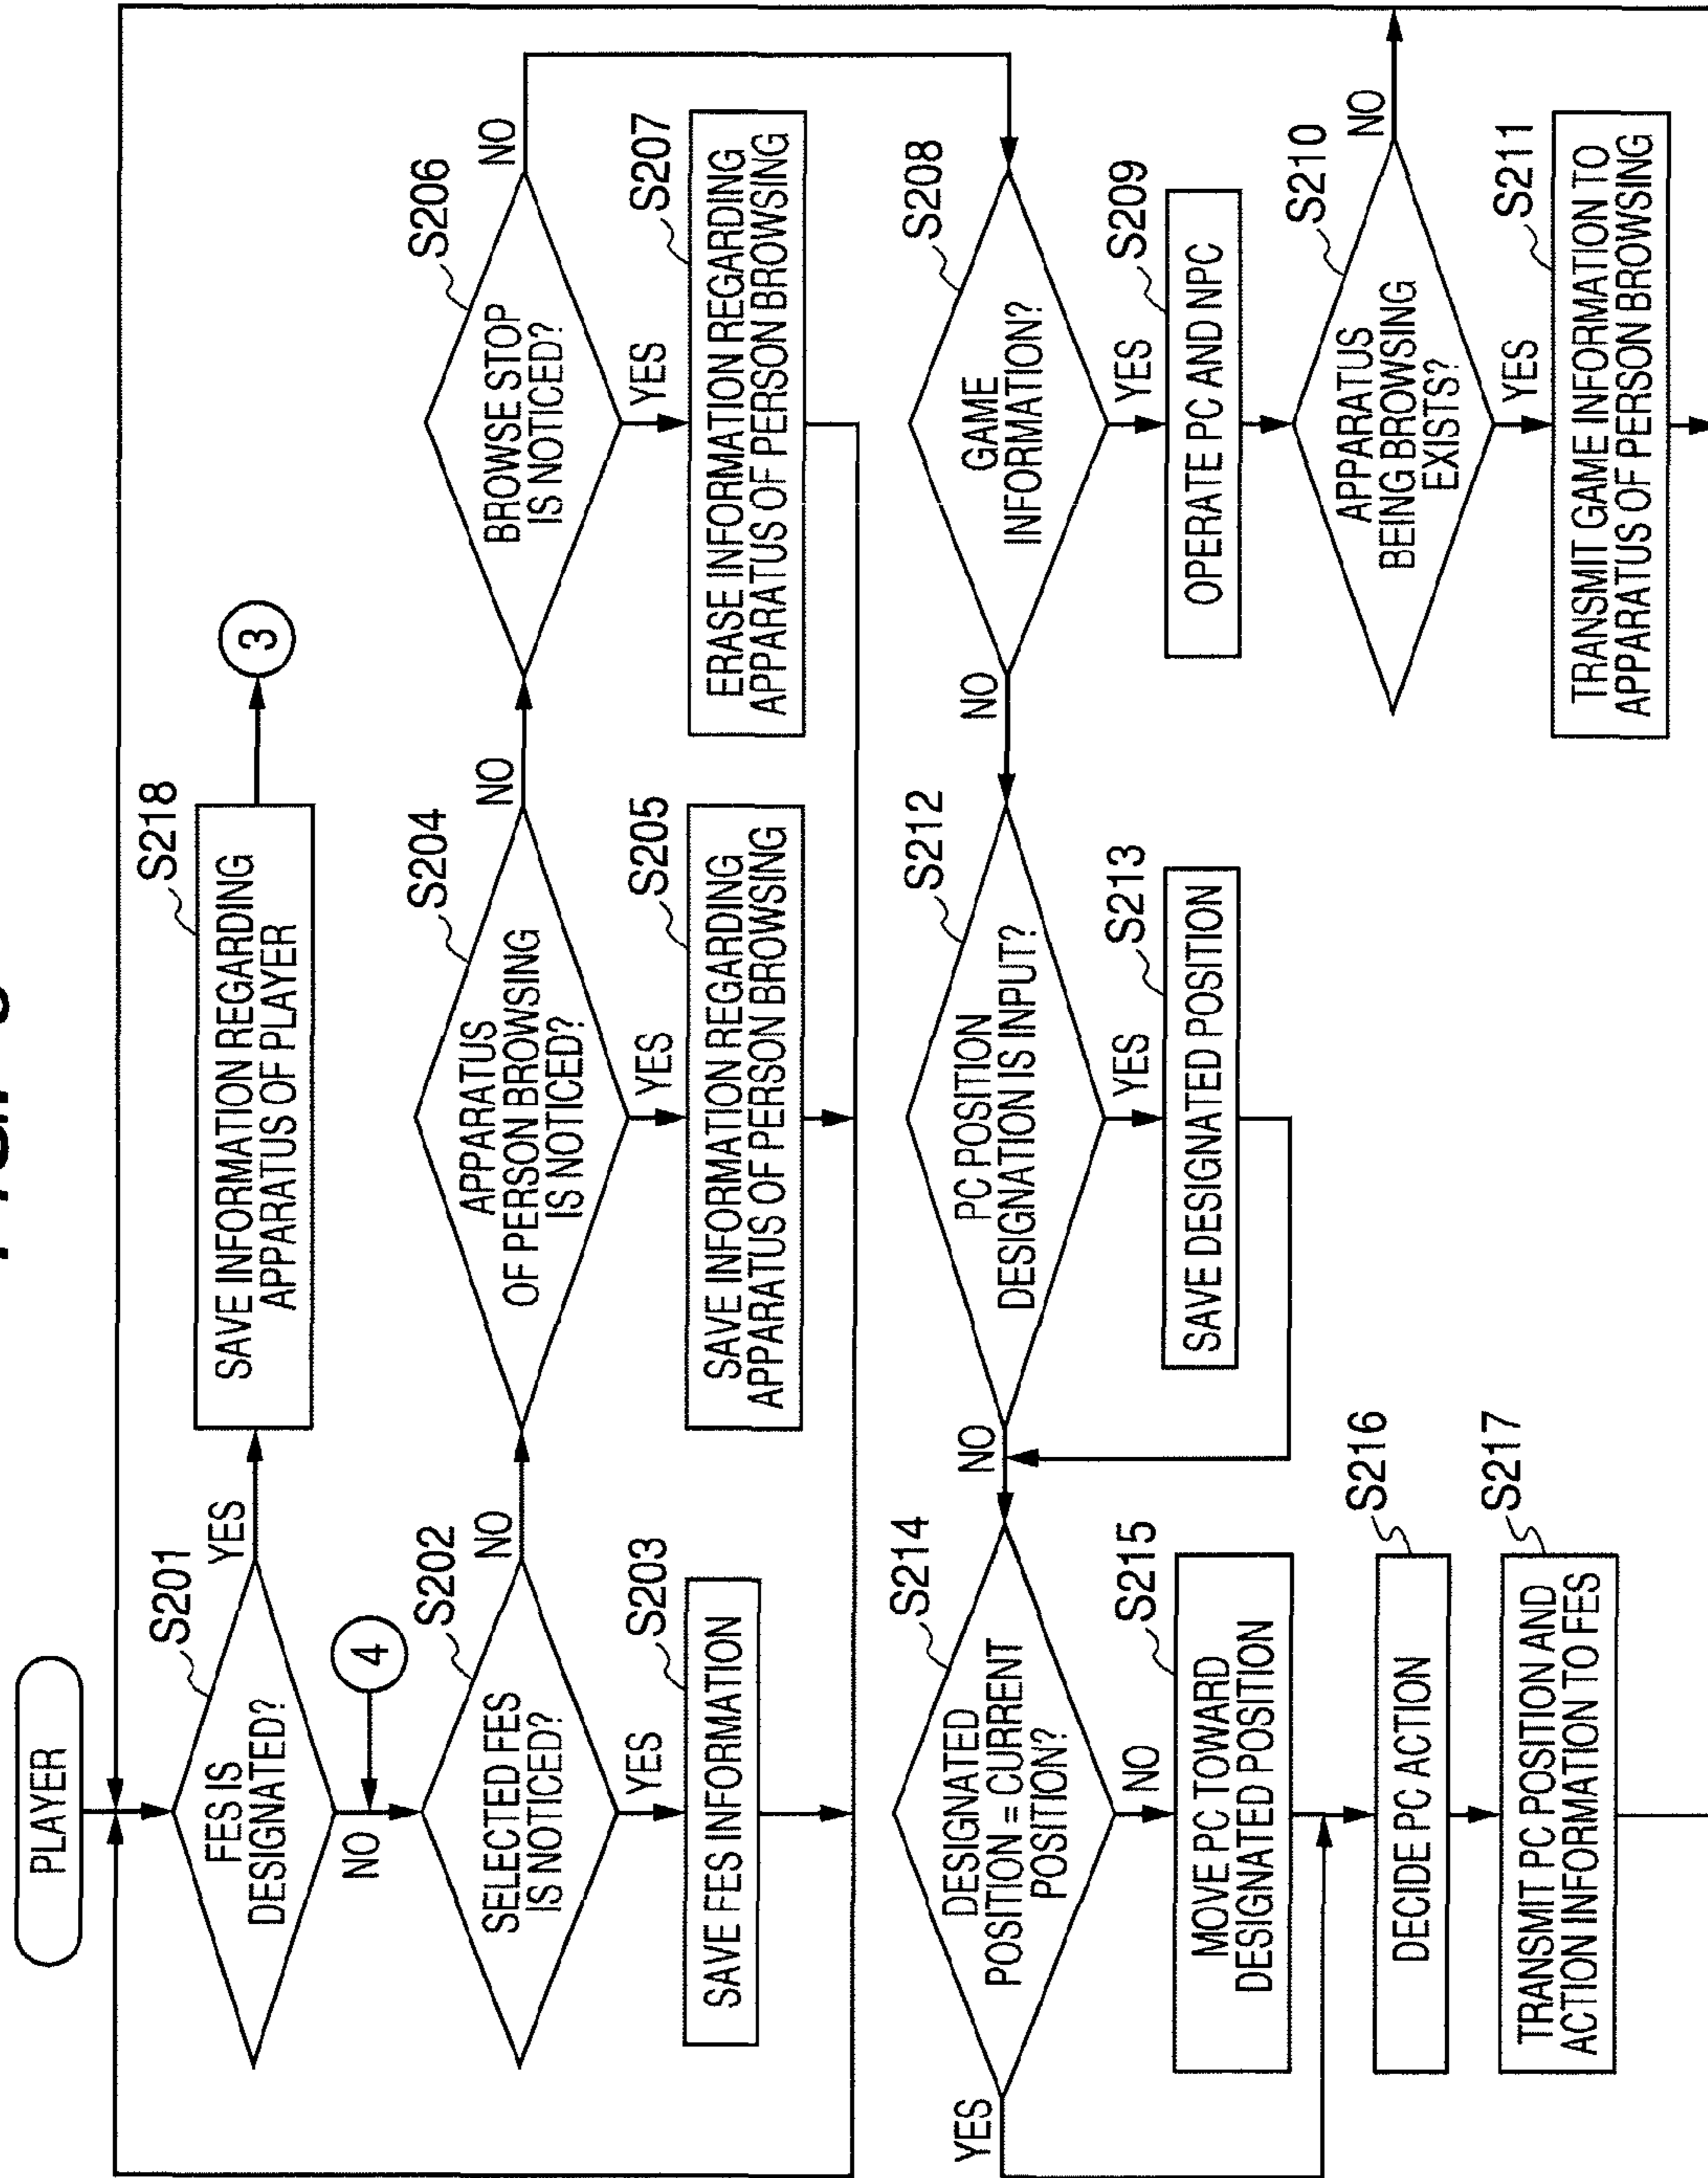 PLAYER
S201
FES IS
DESIGNATED?
YES
NO
S218
SAVE INFORMATION REGARDING
APPARATUS OF PLAYER
3
4
S202
SELECTED FES
IS NOTICED?
NO
YES
S203
SAVE FES INFORMATION
S204
APPARATUS
OF PERSON BROWSING
IS NOTICED?
NO
YES
S205
SAVE INFORMATION REGARDING
APPARATUS OF PERSON BROWSING
S206
BROWSE STOP
IS NOTICED?
NO
YES
S207
ERASE INFORMATION REGARDING
APPARATUS OF PERSON BROWSING
S208
GAME
INFORMATION?
NO
YES
S209
OPERATE PC AND NPC
S210
APPARATUS
BEING BROWSING
EXISTS?
NO
YES
S211
TRANSMIT GAME INFORMATION TO
APPARATUS OF PERSON BROWSING
S212
PC POSITION
DESIGNATION IS INPUT?
NO
YES
S213
SAVE DESIGNATED POSITION
S214
DESIGNATED
POSITION = CURRENT
POSITION?
YES
NO
S215
MOVE PC TOWARD
DESIGNATED POSITION
S216
DECIDE PC ACTION
S217
TRANSMIT PC POSITION AND
ACTION INFORMATION TO FES